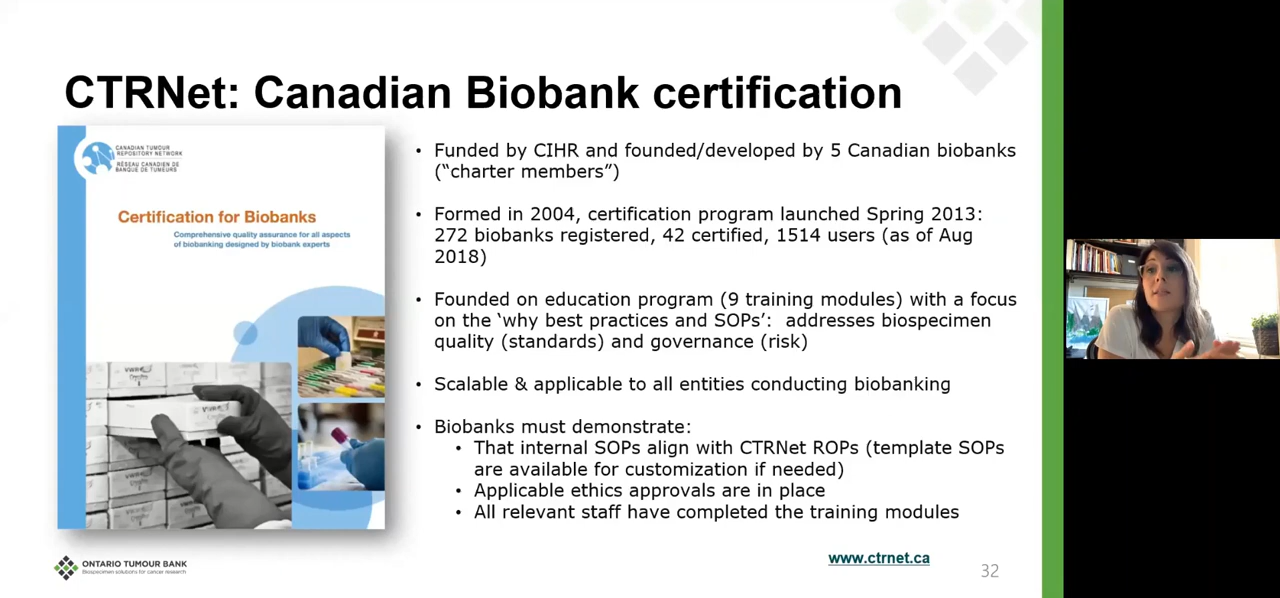 CTRNet: Canadian Biobank certification
CANADIAN TUMOUR
REPOSITORY NETWORK
RÉSEAU CANADIEN DE
BANQUE DE TUMEURS
Certification for Biobanks
Comprehensive quality assurance for all aspects
of biobanking designed by biobank experts
VWR
• Funded by CIHR and founded/developed by 5 Canadian biobanks
(“charter members”)
• Formed in 2004, certification program launched Spring 2013:
272 biobanks registered, 42 certified, 1514 users (as of Aug
2018)
• Founded on education program (9 training modules) with a focus
on the ‘why best practices and SOPs’: addresses biospecimen
quality (standards) and governance (risk)
• Scalable & applicable to all entities conducting biobanking
• Biobanks must demonstrate:
• That internal SOPs align with CTRNet ROPs (template SOPs
are available for customization if needed)
• Applicable ethics approvals are in place
• All relevant staff have completed the training modules
ONTARIO TUMOUR BANK
Biospecimen solutions for cancer research
www.ctrnet.ca
32